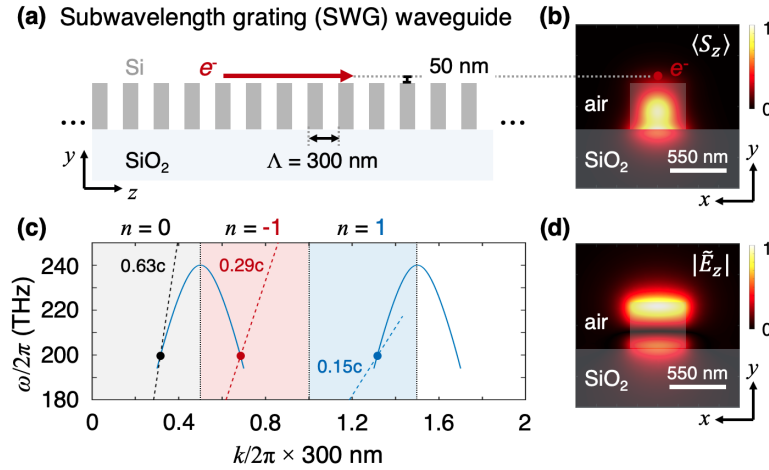 (a) Subwavelength grating (SWG) waveguide
Si
e-
50 nm
...
...
SiO2
Λ = 300 nm
y
z
(b)
⟨Sz⟩
e-
air
SiO2
550 nm
1
0
y
x
(c)
n = 0
n = -1
n = 1
0.63c
0.29c
0.15c
ω/2π (THz)
240
220
200
180
0
0.4
0.8
1.2
1.6
2
k/2π × 300 nm
(d)
|Ẽz|
air
SiO2
550 nm
1
0
y
x